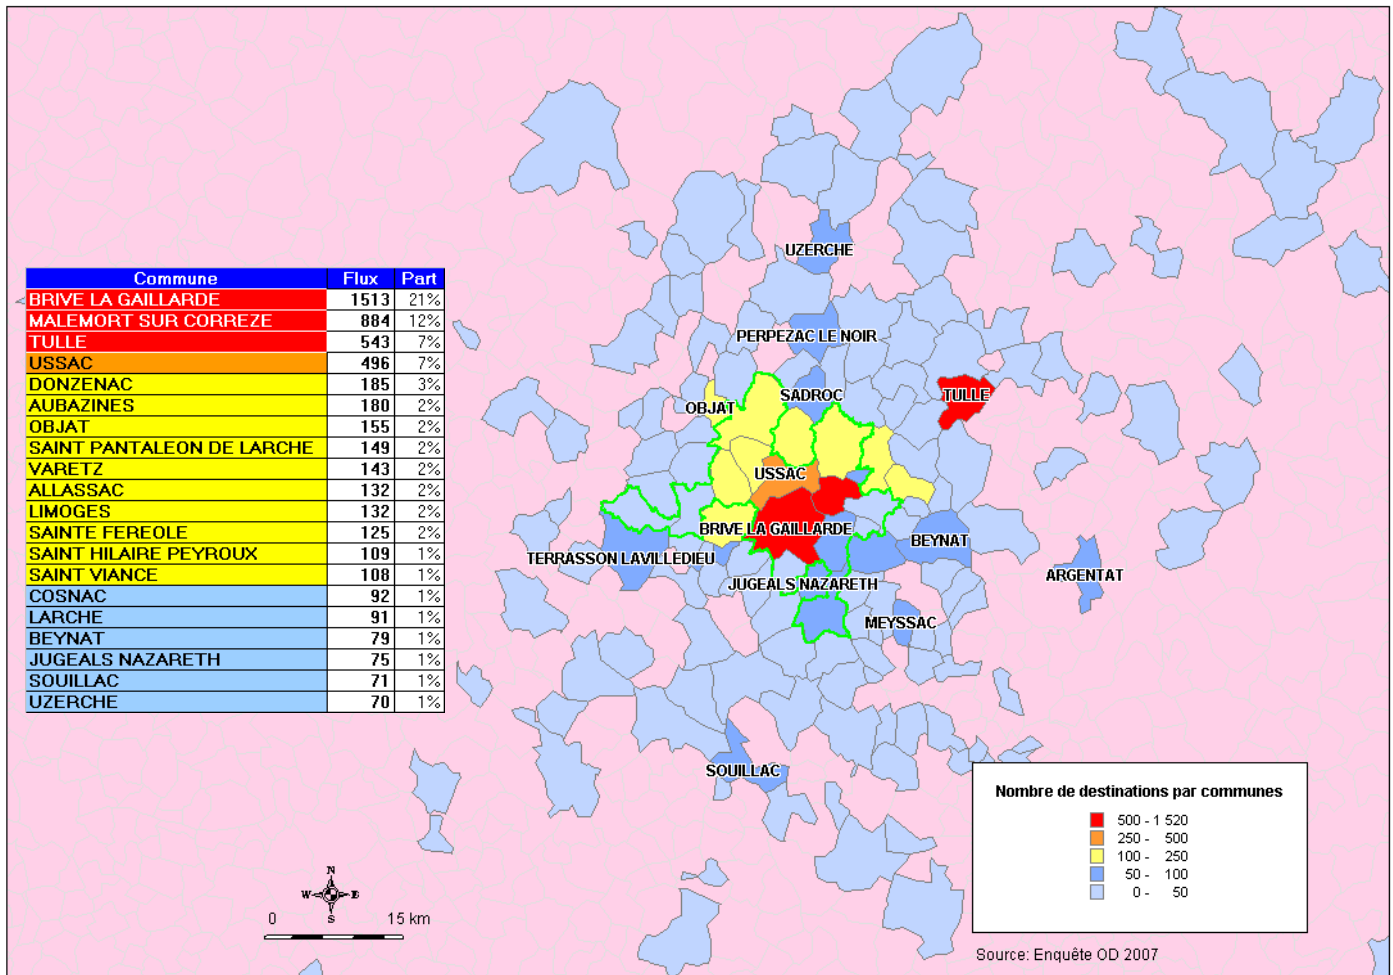 UZERCHE
Commune Flux Part
BRIVE LA GAILLARDE 1513 21%
MALEMORT SUR CORREZE 884 12%
TULLE 543 7%
USSAC 496 7%
DONZENAC 185 3%
AUBAZINES 180 2%
OBJAT 155 2%
SAINT PANTALEON DE LARCHE 149 2%
VARETZ 143 2%
ALLASSAC 132 2%
LIMOGES 132 2%
SAINTE FEREOLE 125 2%
SAINT HILAIRE PEYROUX 109 1%
SAINT VIANCE 108 1%
COSNAC 92 1%
LARCHE 91 1%
BEYNAT 79 1%
JUGEALS NAZARETH 75 1%
SOUILLAC 71 1%
UZERCHE 70 1%
PERPEZAC LE NOIR
SADROC
TULLE
OBJAT
USSAC
BRIVE LA GAILLARDE
BEYNAT
TERRASSON LAVILLEDIEU
ARGENTAT
JUGEALS NAZARETH
MEYSSAC
SOUILLAC
Nombre de destinations par communes
500 - 1 520
250 - 500
100 - 250
50 - 100
0 - 50
N
W E
S
0 15 km
Source: Enquête OD 2007